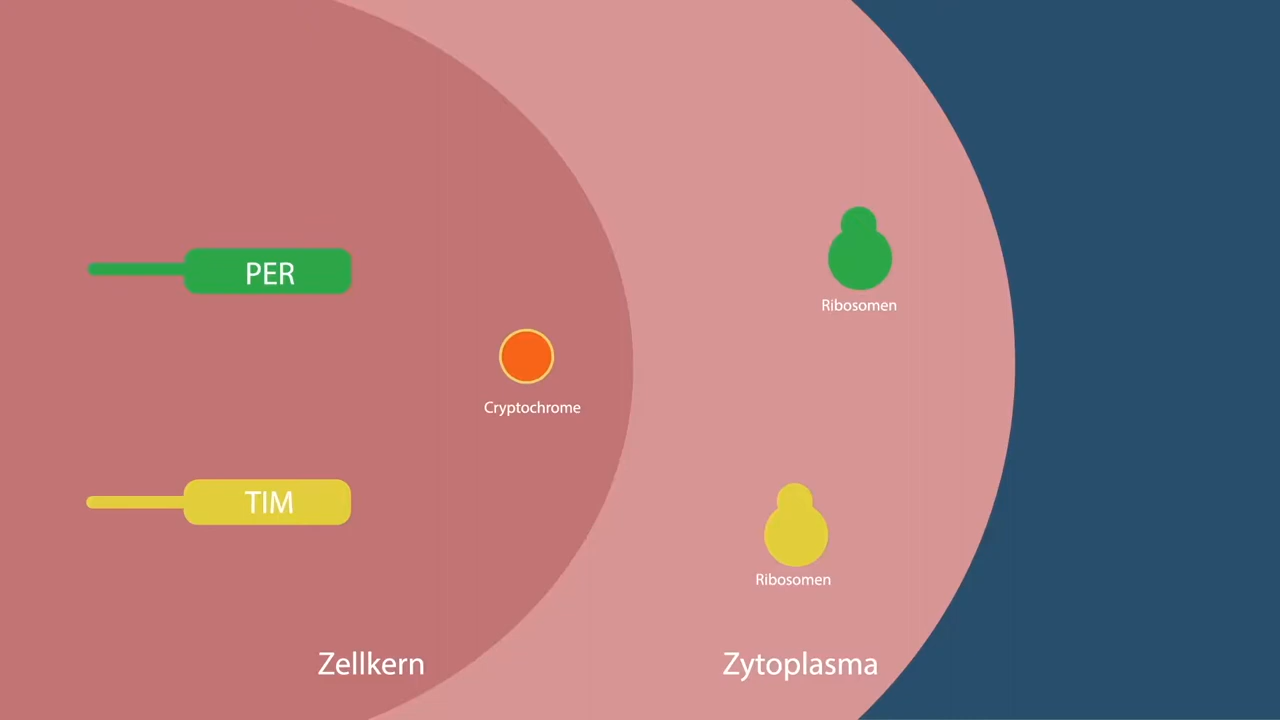 PER
Ribosomen
Cryptochrome
TIM
Ribosomen
Zellkern
Zytoplasma